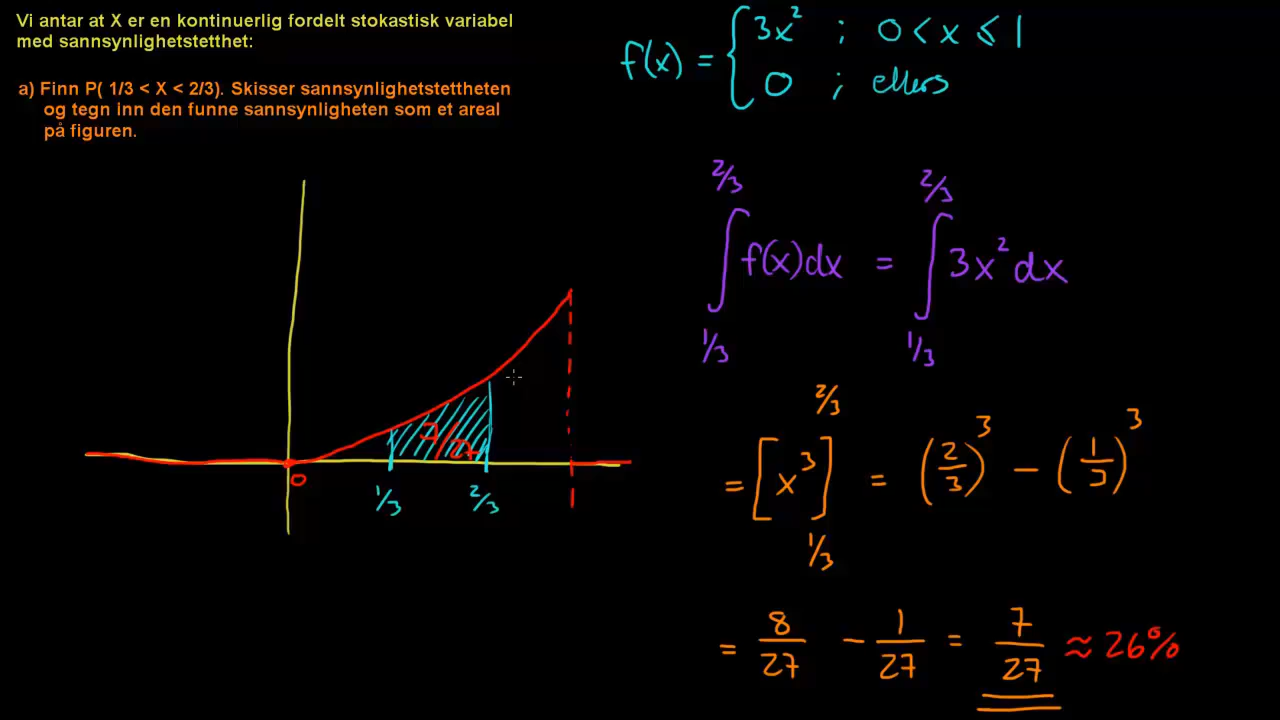 Vi antar at X er en kontinuerlig fordelt stokastisk variabel
med sannsynlighetstetthet:
a) Finn P( 1/3 < X < 2/3). Skisser sannsynlighetstettheten
og tegn inn den funne sannsynligheten som et areal
på figuren.
f(x) = { 3x² ; 0 < x ≤ 1
0 ; ellers
∫_{1/3}^{2/3} f(x)dx = ∫_{1/3}^{2/3} 3x² dx
= [x³]_{1/3}^{2/3} = (2/3)³ − (1/3)³
= 8/27 − 1/27 = 7/27 ≈ 26%
7/27
0 1/3 2/3 1